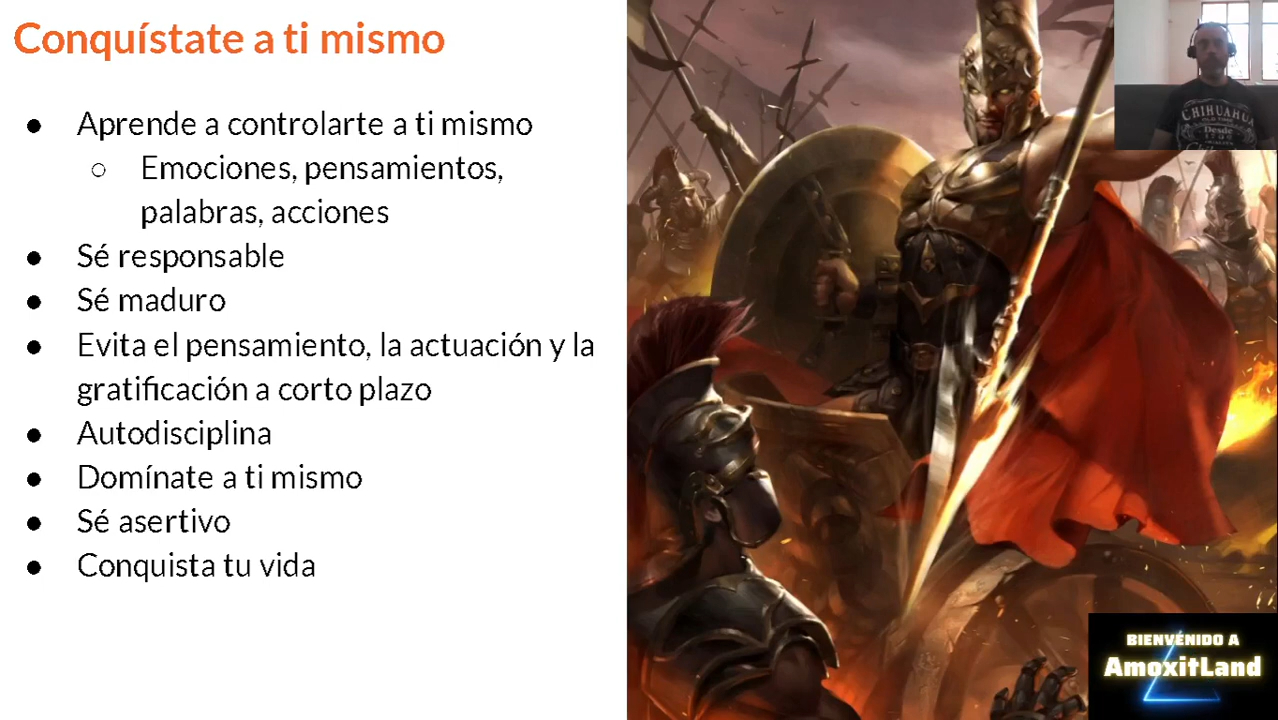 Conquístate a ti mismo
● Aprende a controlarte a ti mismo
○ Emociones, pensamientos,
palabras, acciones
● Sé responsable
● Sé maduro
● Evita el pensamiento, la actuación y la
gratificación a corto plazo
● Autodisciplina
● Domínate a ti mismo
● Sé asertivo
● Conquista tu vida
CHIHUAHUA
Desde
BIENVENIDO A
AmoxitLand